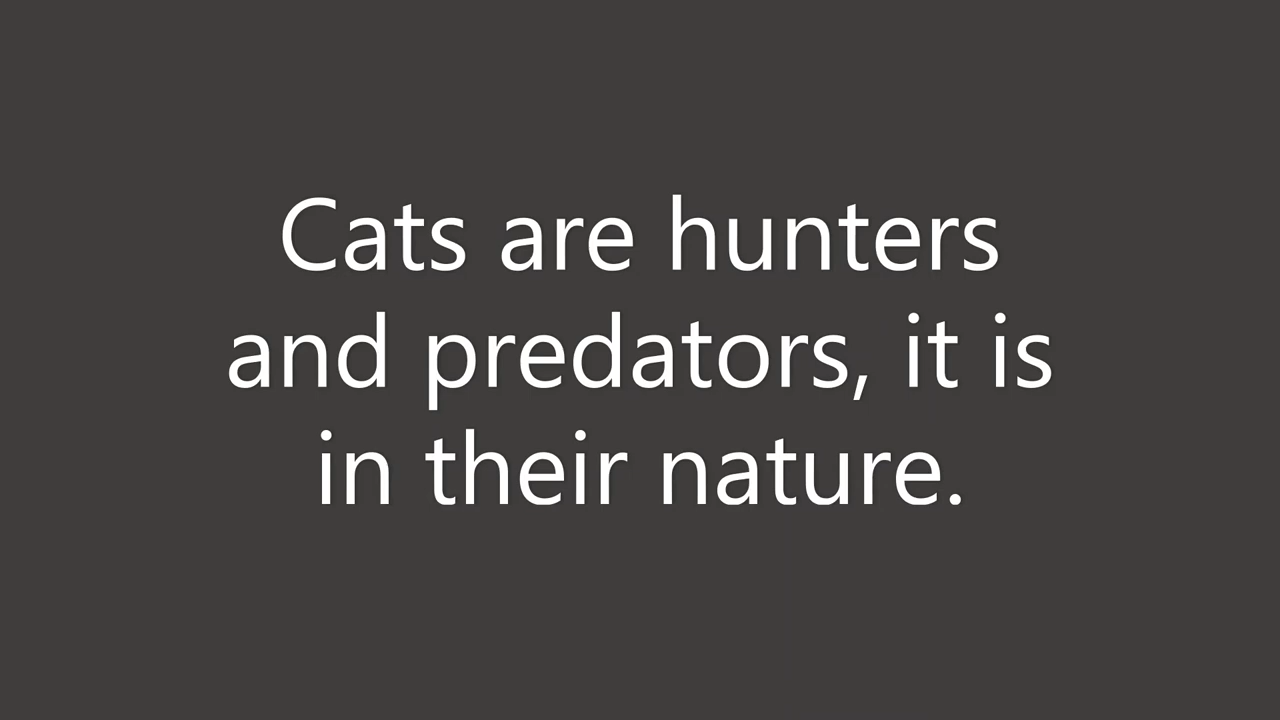 Cats are hunters
and predators, it is
in their nature.